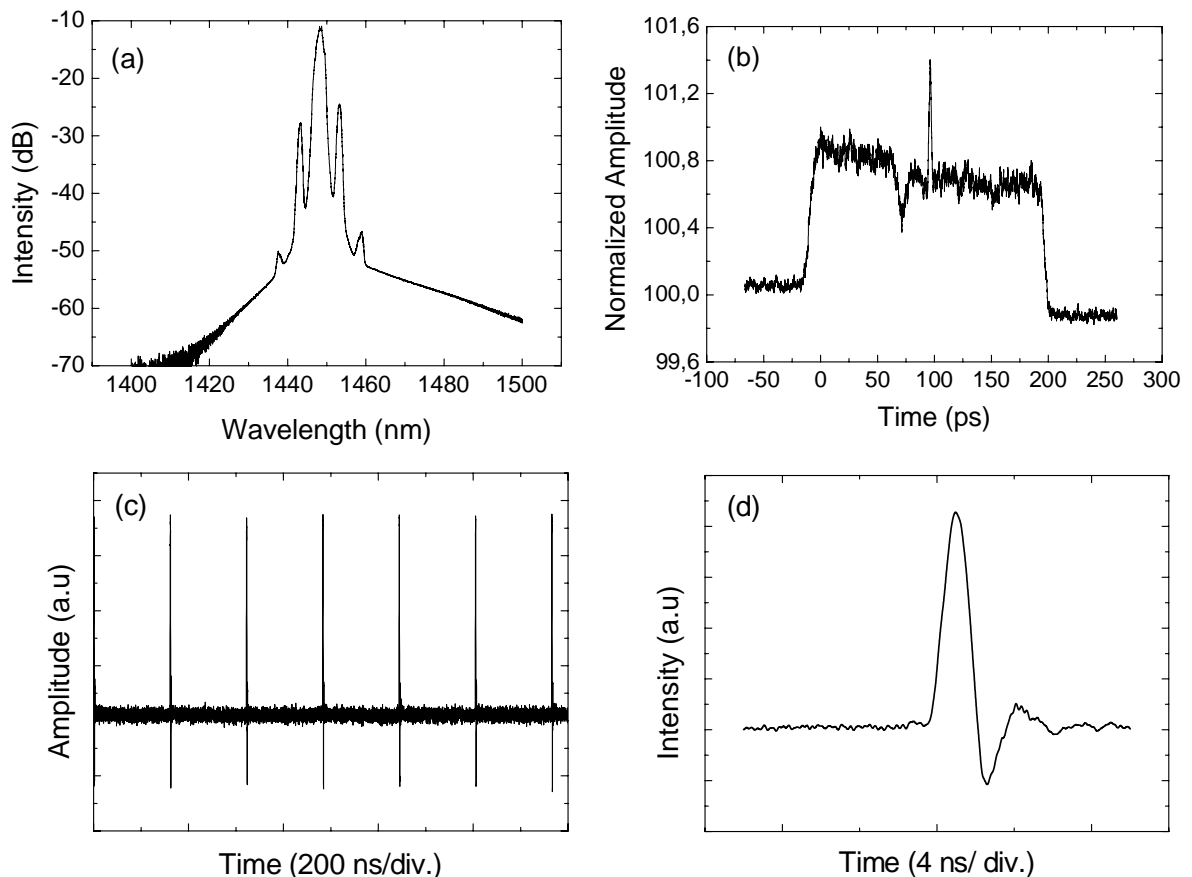 (a)
Intensity (dB)
-10
-20
-30
-40
-50
-60
-70
1400 1420 1440 1460 1480 1500
Wavelength (nm)
(b)
Normalized Amplitude
101,6
101,2
100,8
100,4
100,0
99,6
-100 -50 0 50 100 150 200 250 300
Time (ps)
(c)
Amplitude (a.u)
Time (200 ns/div.)
(d)
Intensity (a.u)
Time (4 ns/ div.)